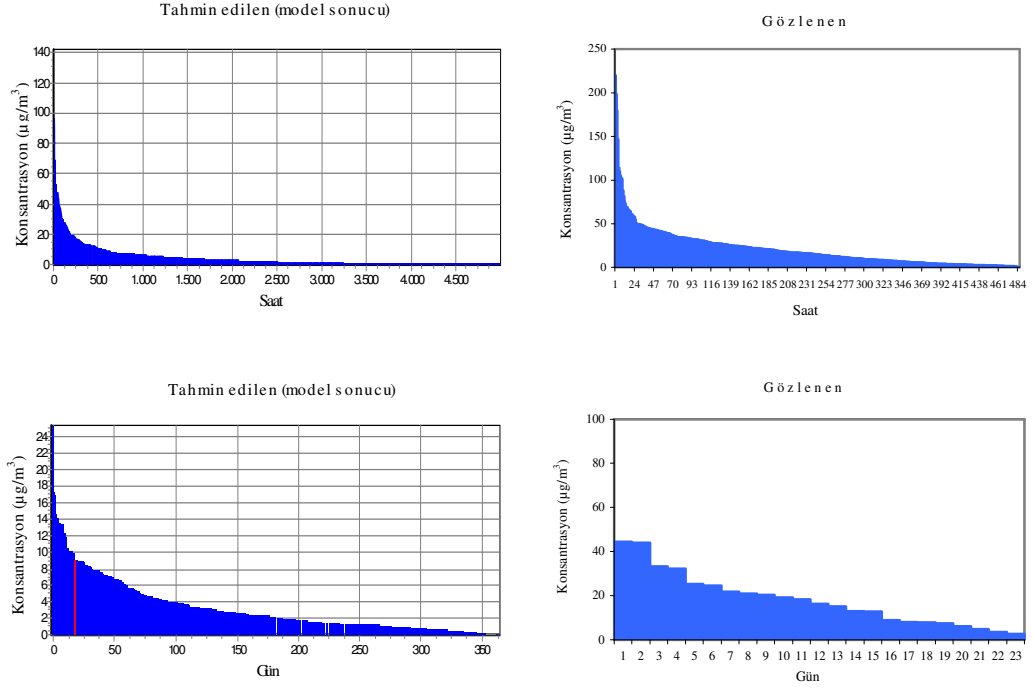 Tahmin edilen (model sonucu)
Konsantrasyon (µg/m³)
140
120
100
80
60
40
20
0
0 500 1.000 1.500 2.000 2.500 3.000 3.500 4.000 4.500
Saat
Gözlenen
Konsantrasyon (µg/m³)
250
200
150
100
50
0
1 24 47 70 93 116 139 162 185 208 231 254 277 300 323 346 369 392 415 438 461 484
Saat
Tahmin edilen (model sonucu)
Konsantrasyon (µg/m³)
24
22
20
18
16
14
12
10
8
6
4
2
0
0 50 100 150 200 250 300 350
Gün
Gözlenen
Konsantrasyon (µg/m³)
100
80
60
40
20
0
1 2 3 4 5 6 7 8 9 10 11 12 13 14 15 16 17 18 19 20 21 22 23
Gün